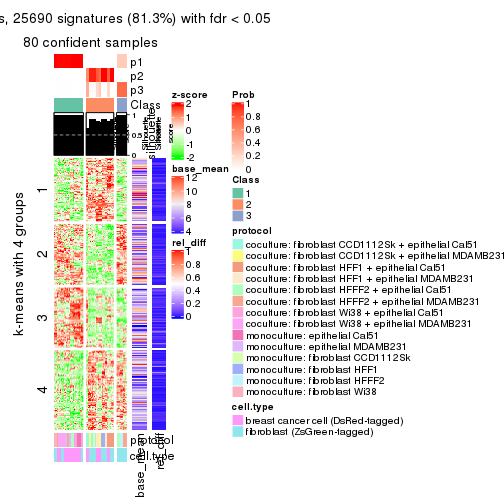 s, 25690 signatures (81.3%) with fdr < 0.05
80 confident samples
p1
p2
p3
Class
1
0.5
0
silhouette
score
k-means with 4 groups
1
2
3
4
protocol
cell.type
base_mean
rel_diff
z-score
2
1
0
-1
-2
base_mean
12
10
8
6
4
rel_diff
1
0.8
0.6
0.4
0.2
0
Prob
1
0.8
0.6
0.4
0.2
0
Class
1
2
3
protocol
coculture: fibroblast CCD1112Sk + epithelial Cal51
coculture: fibroblast CCD1112Sk + epithelial MDAMB231
coculture: fibroblast HFF1 + epithelial Cal51
coculture: fibroblast HFF1 + epithelial MDAMB231
coculture: fibroblast HFFF2 + epithelial Cal51
coculture: fibroblast HFFF2 + epithelial MDAMB231
coculture: fibroblast Wi38 + epithelial Cal51
coculture: fibroblast Wi38 + epithelial MDAMB231
monoculture: epithelial Cal51
monoculture: epithelial MDAMB231
monoculture: fibroblast CCD1112Sk
monoculture: fibroblast HFF1
monoculture: fibroblast HFFF2
monoculture: fibroblast Wi38
cell.type
breast cancer cell (DsRed-tagged)
fibroblast (ZsGreen-tagged)